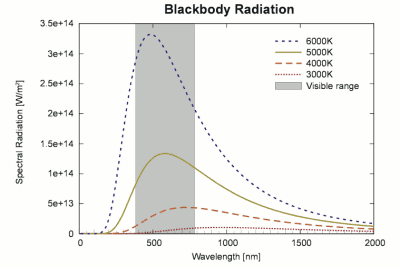 Blackbody Radiation
3.5e+14
3e+14
2.5e+14
2e+14
1.5e+14
1e+14
5e+13
0
Spectral Radiation [W/m²]
6000K
5000K
4000K
3000K
Visible range
0
500
1000
1500
2000
Wavelength [nm]